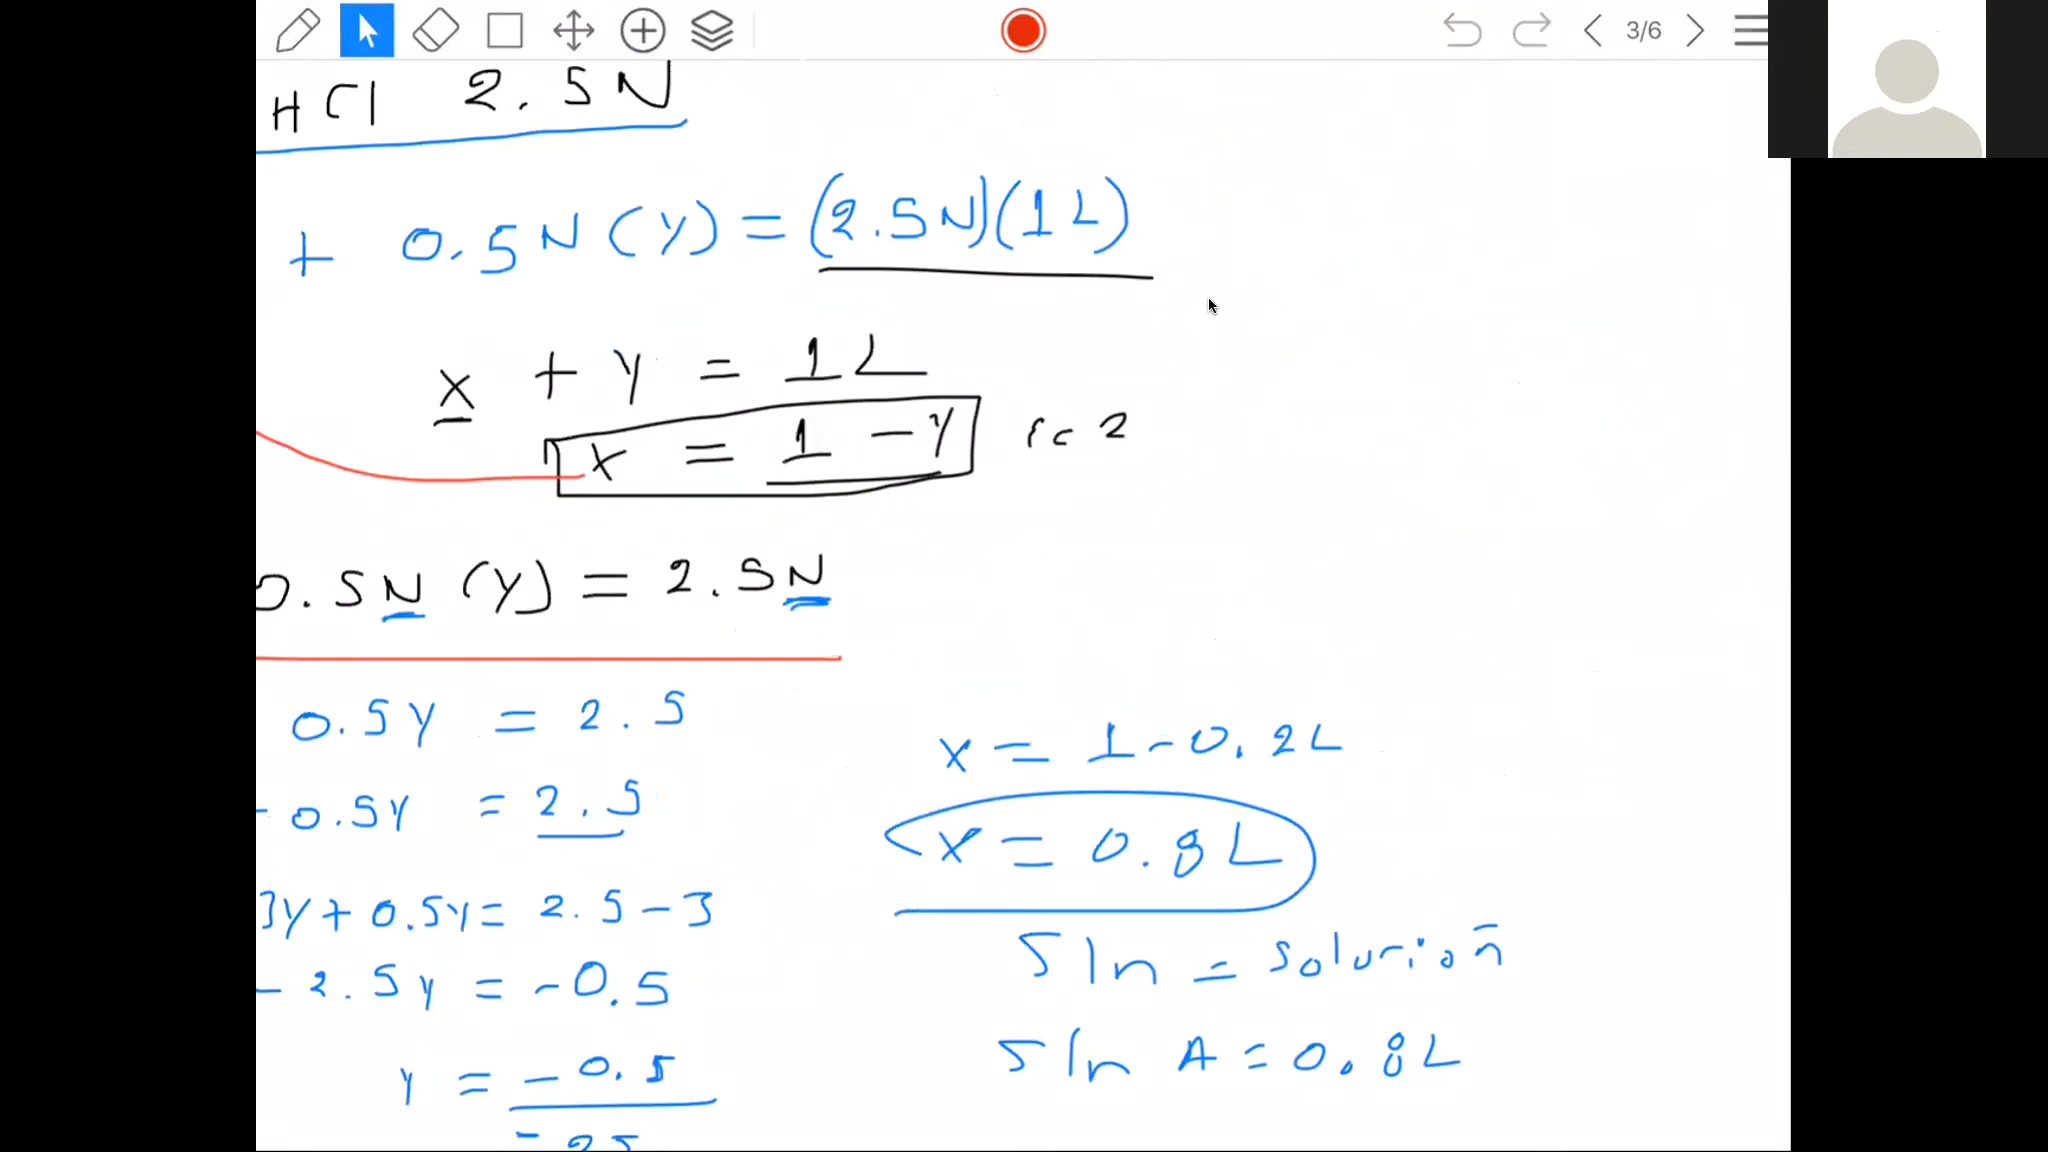 3/6
HCl 2.5N
+ 0.5N (y) = (2.5N)(1L)
x + y = 1L
x = 1 - y
0.5N (y) = 2.5N
0.5y = 2.5
- 0.5y = 2.5
3y + 0.5y = 2.5 - 3
- 2.5y = -0.5
y = -0.5
x = 1 - 0.2L
x = 0.8L
sln = solución
sln A = 0.8L